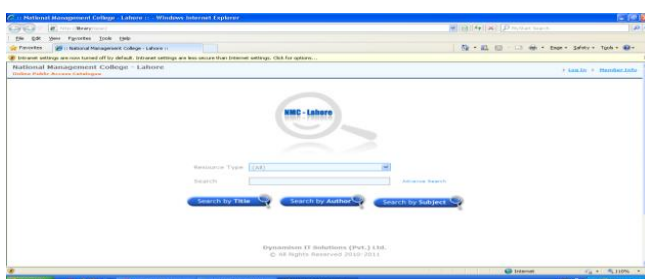 :: National Management College - Lahore :: - Windows Internet Explorer
File Edit View Favorites Tools Help
Favorites :: National Management College - Lahore ::
Page Safety Tools
Intranet settings are now turned off by default. Intranet settings are less secure than Internet settings. Click for options...
National Management College - Lahore
Online Public Access Catalogue
Log In Member Info
NMC - Lahore
Resource Type (All)
Search Advance Search
Search by Title Search by Author Search by Subject
Dynamism IT Solutions (Pvt.) Ltd.
© All Rights Reserved 2010-2011
Internet 110%